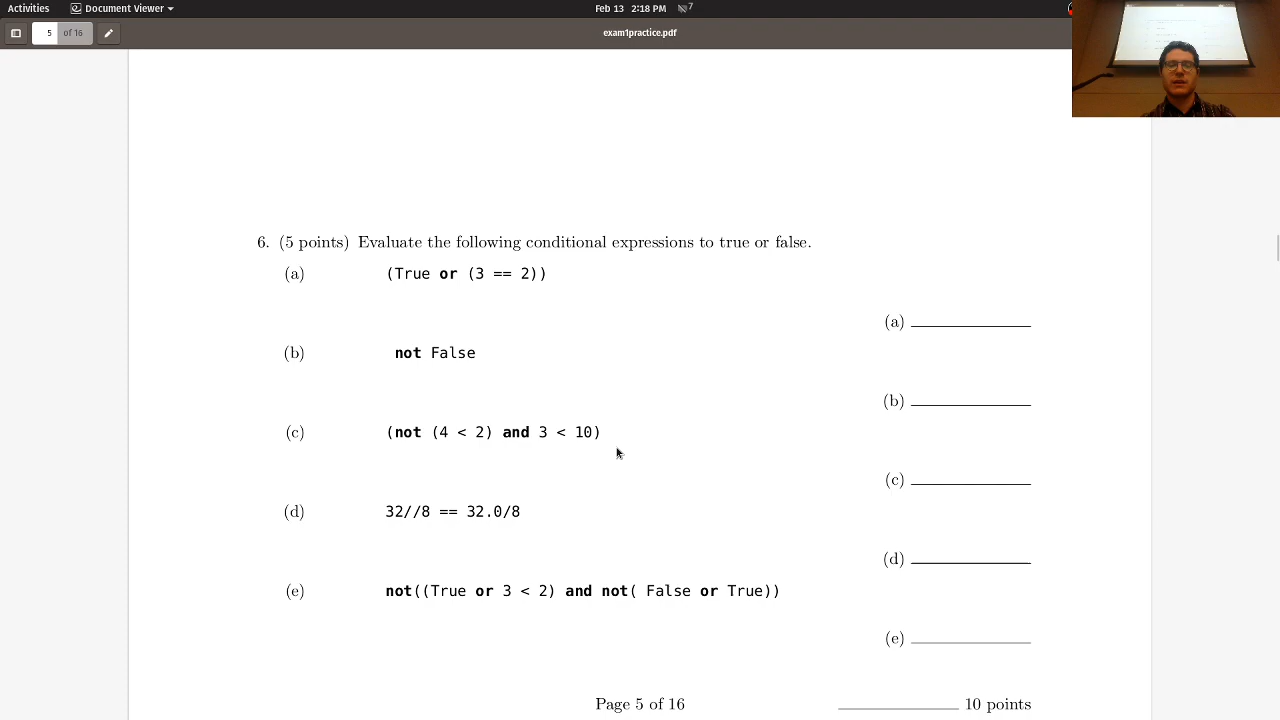 Activities
Document Viewer
Feb 13 2:18 PM
7
5 of 16
exam1practice.pdf
6. (5 points) Evaluate the following conditional expressions to true or false.
(a) (True or (3 == 2))
(a)
(b) not False
(b)
(c) (not (4 < 2) and 3 < 10)
(c)
(d) 32//8 == 32.0/8
(d)
(e) not((True or 3 < 2) and not( False or True))
(e)
Page 5 of 16
10 points